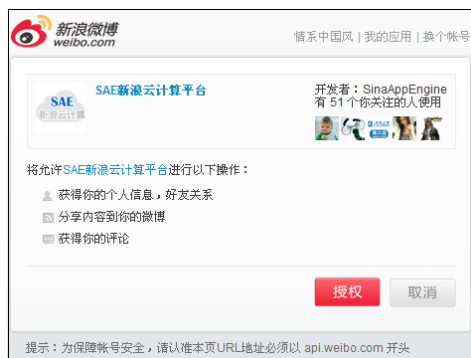 新浪微博
weibo.com
情系中国风 | 我的应用 | 换个帐号
SAE
新浪云计算
SAE新浪云计算平台
开发者：SinaAppEngine
有 51 个你关注的人使用
将允许SAE新浪云计算平台进行以下操作：
获得你的个人信息，好友关系
分享内容到你的微博
获得你的评论
授权
取消
提示：为保障帐号安全，请认准本页URL地址必须以 api.weibo.com 开头